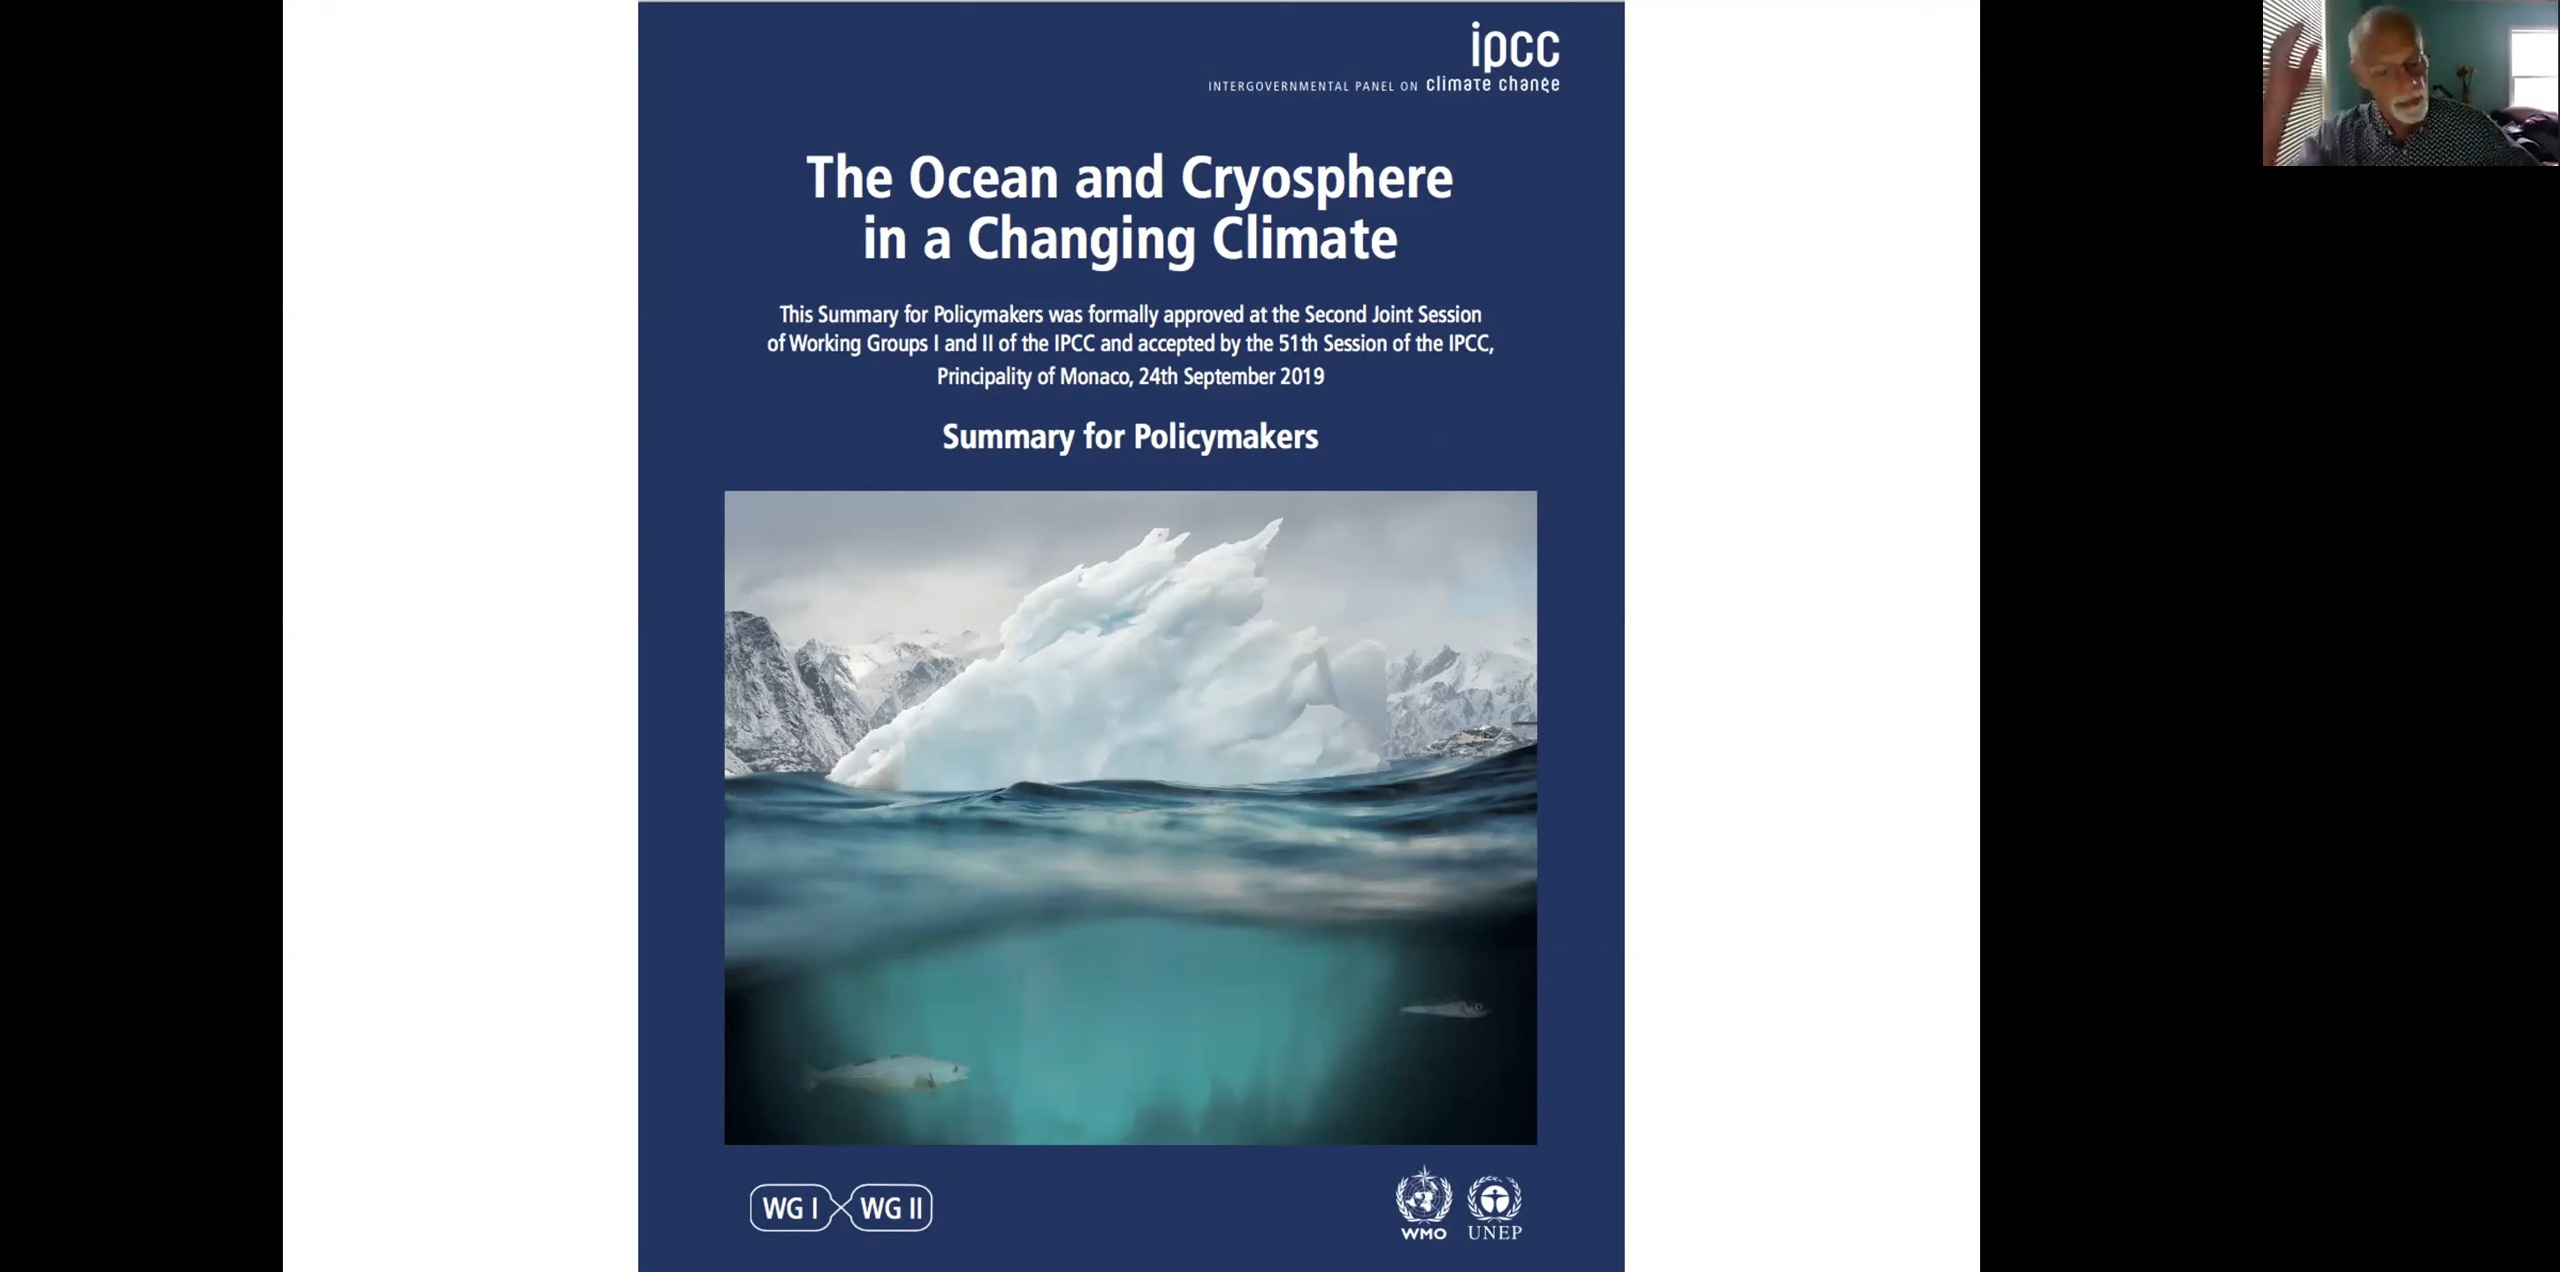 ipcc
INTERGOVERNMENTAL PANEL ON climate change
The Ocean and Cryosphere
in a Changing Climate
This Summary for Policymakers was formally approved at the Second Joint Session
of Working Groups I and II of the IPCC and accepted by the 51th Session of the IPCC,
Principality of Monaco, 24th September 2019
Summary for Policymakers
WG I WG II
WMO UNEP